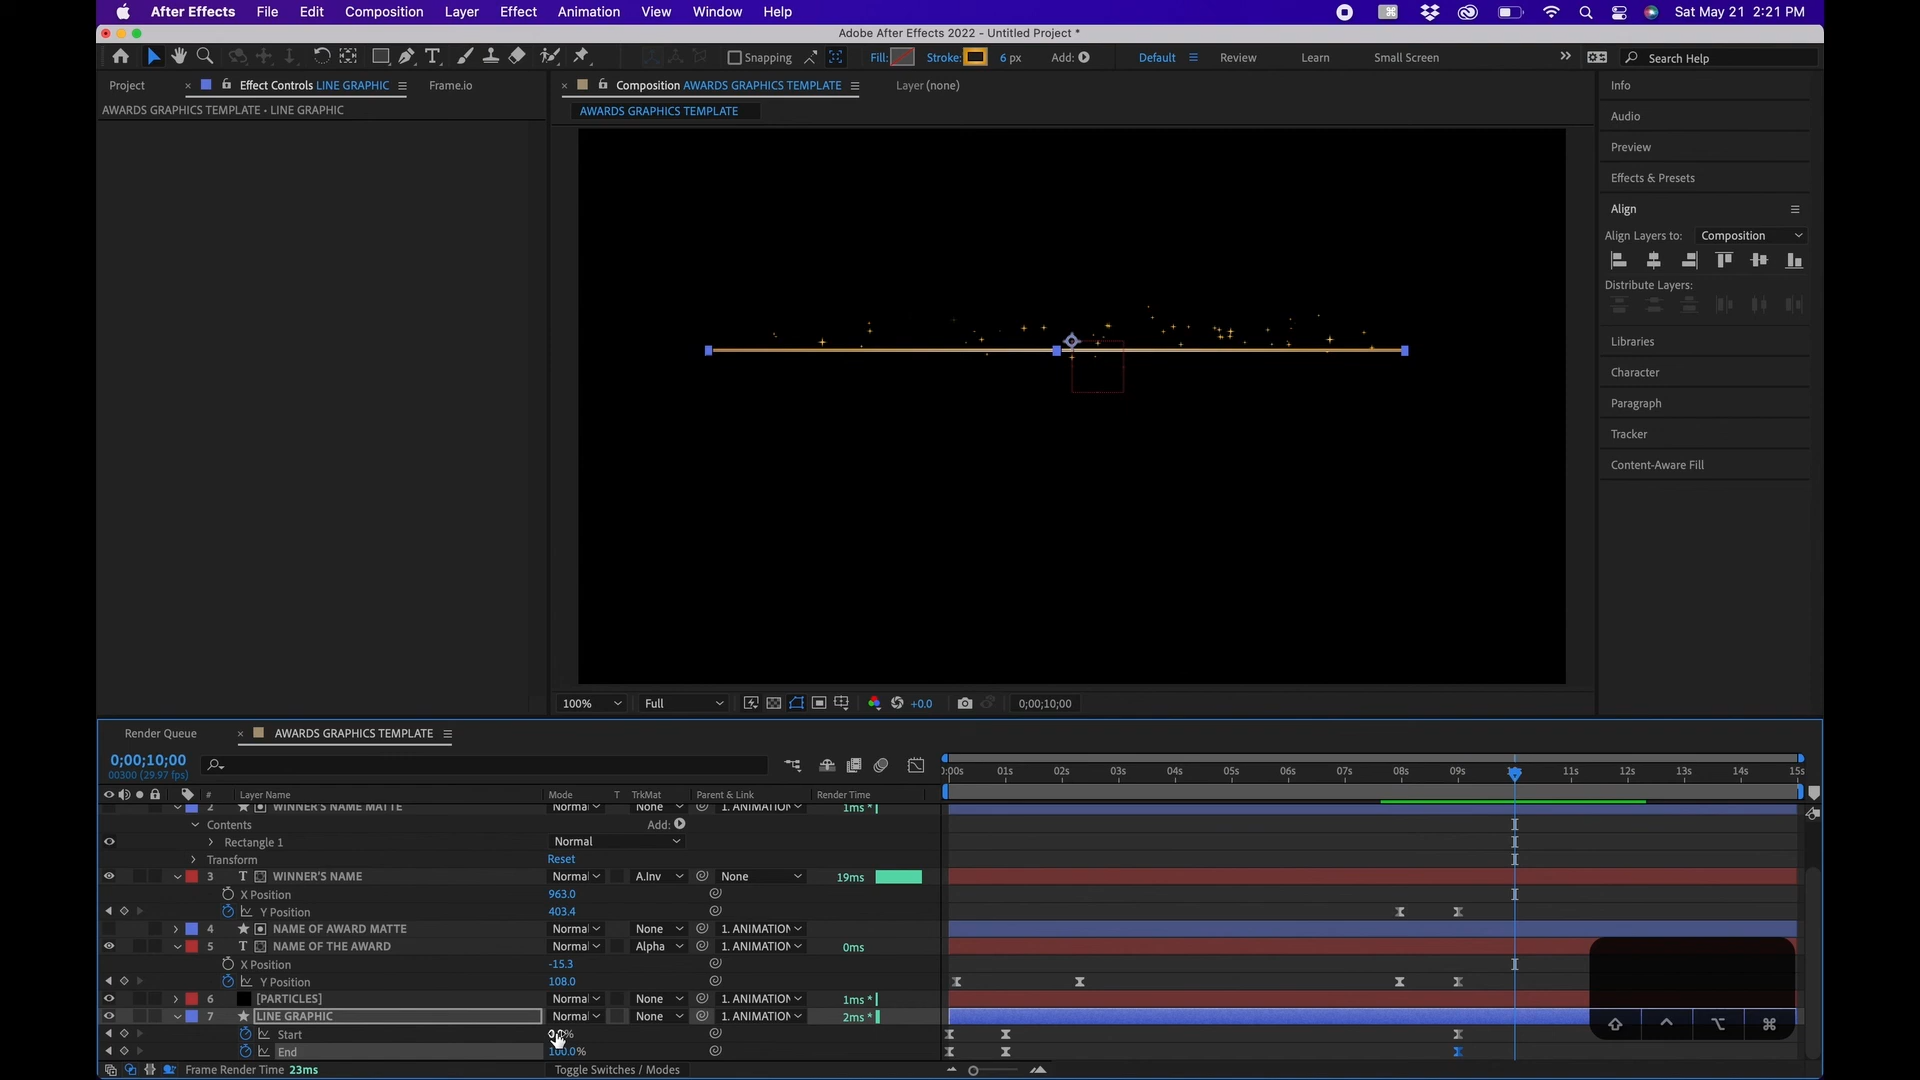 After Effects File Edit Composition Layer Effect Animation View Window Help Sat May 21 2:21 PM
Adobe After Effects 2022 - Untitled Project *
Snapping Fill: Stroke: 6 px Add: Default Review Learn Small Screen Search Help
Project Effect Controls LINE GRAPHIC Frame.io Composition AWARDS GRAPHICS TEMPLATE Layer (none) Info
AWARDS GRAPHICS TEMPLATE • LINE GRAPHIC AWARDS GRAPHICS TEMPLATE
Audio
Preview
Effects & Presets
Align
Align Layers to: Composition
Distribute Layers:
Libraries
Character
Paragraph
Tracker
Content-Aware Fill
100% Full +0.0 0;00;10;00
Render Queue AWARDS GRAPHICS TEMPLATE
0;00;10;00
00300 (29.97 fps)
:00s 01s 02s 03s 04s 05s 06s 07s 08s 09s 11s 12s 13s 14s 15s
# Layer Name Mode T TrkMat Parent & Link Render Time
2 WINNER'S NAME MATTE Normal None 1. ANIMATION 1ms *
Contents Add:
Rectangle 1 Normal
Transform Reset
3 T WINNER'S NAME Normal A.Inv None 19ms
X Position 963.0
Y Position 403.4
4 NAME OF AWARD MATTE Normal None 1. ANIMATION
5 T NAME OF THE AWARD Normal Alpha 1. ANIMATION 0ms
X Position -15.3
Y Position 108.0
6 [PARTICLES] Normal None 1. ANIMATION 1ms *
7 LINE GRAPHIC Normal None 1. ANIMATION 2ms *
Start
End 100.0%
Frame Render Time 23ms Toggle Switches / Modes